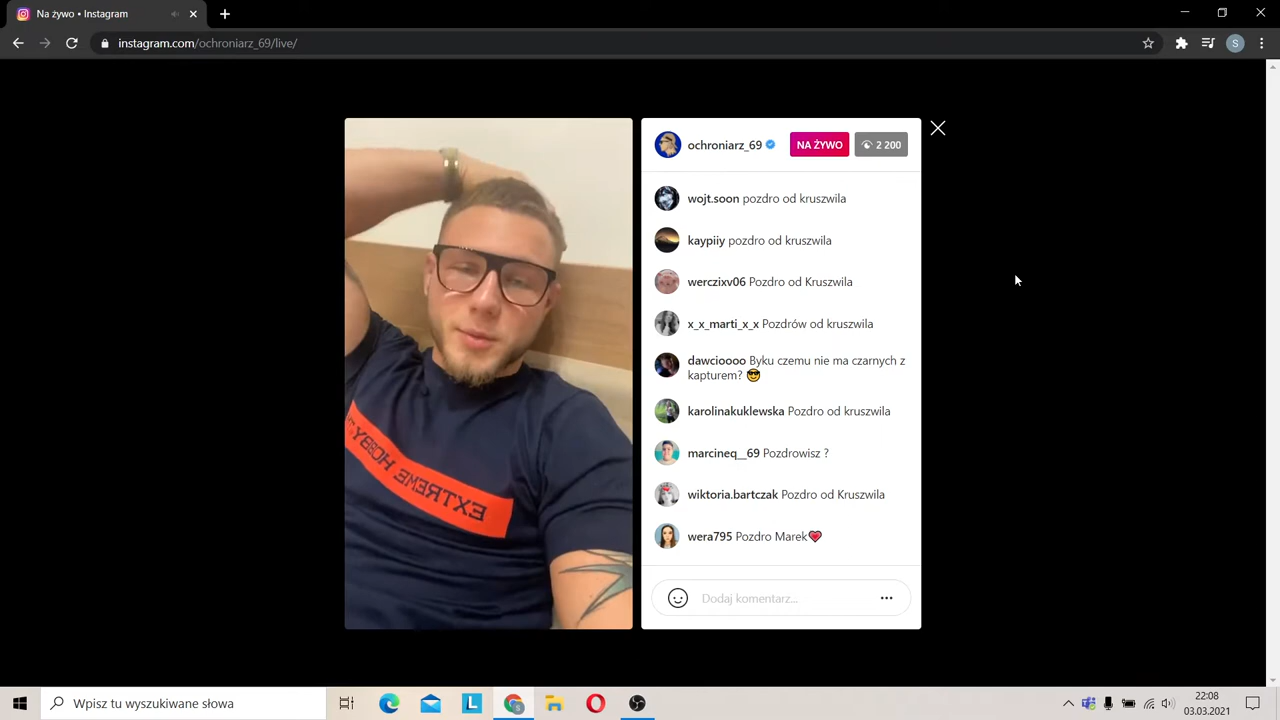 Na żywo • Instagram
instagram.com/ochroniarz_69/live/
S
ochroniarz_69 NA ŻYWO 2 200
wojt.soon pozdro od kruszwila
kaypiiy pozdro od kruszwila
werczixv06 Pozdro od Kruszwila
x_x_marti_x_x Pozdrów od kruszwila
dawcioooo Byku czemu nie ma czarnych z
kapturem? 😎
karolinakuklewska Pozdro od kruszwila
marcineq__69 Pozdrowisz ?
wiktoria.bartczak Pozdro od Kruszwila
wera795 Pozdro Marek💗
Dodaj komentarz...
EXTREME HOBBY
Wpisz tu wyszukiwane słowa
L
22:08
03.03.2021